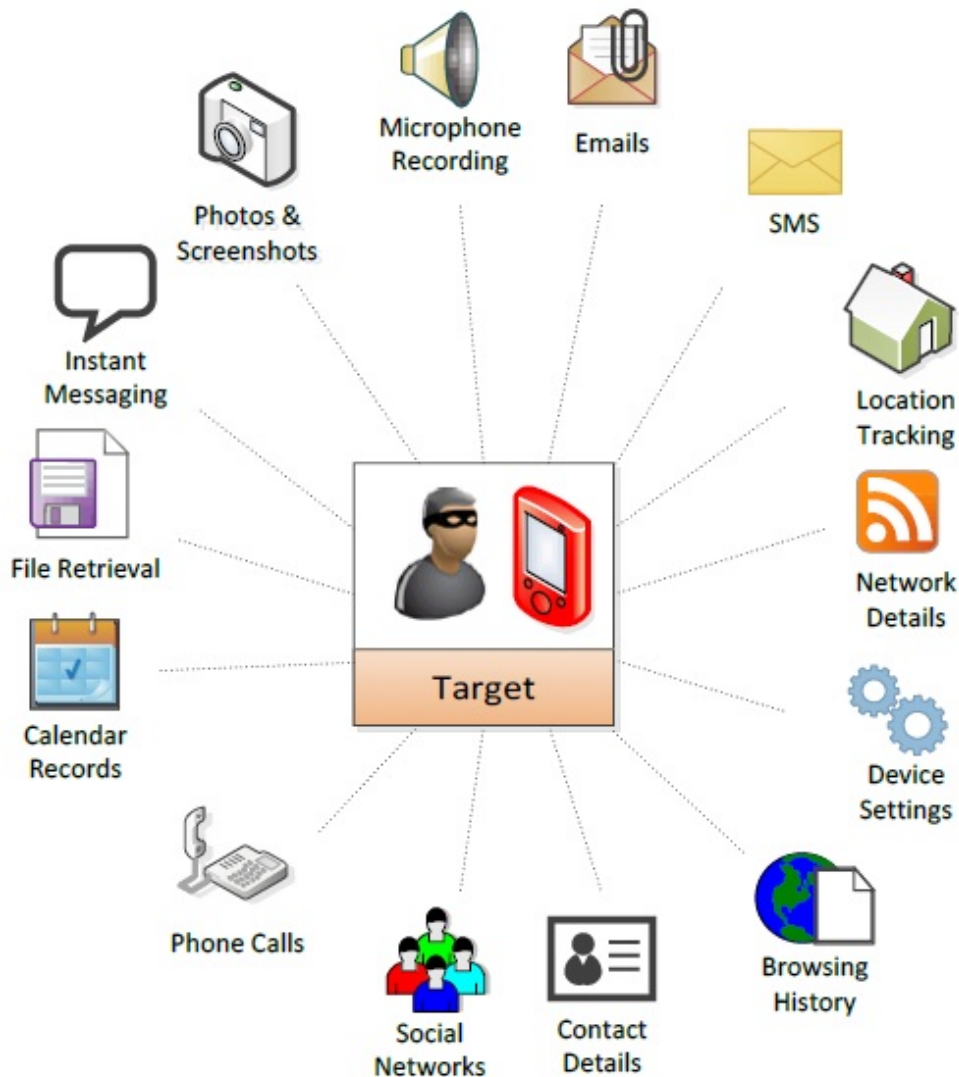 Microphone
Recording
Emails
SMS
Photos &
Screenshots
Instant
Messaging
Location
Tracking
File Retrieval
Network
Details
Target
Calendar
Records
Device
Settings
Phone Calls
Browsing
History
Social
Networks
Contact
Details